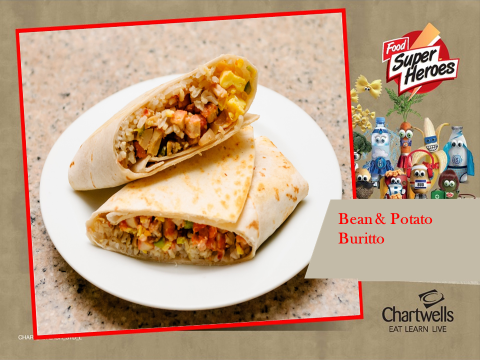 Food
Super
Heroes
Bean & Potato
Buritto
Chartwells
EAT LEARN LIVE